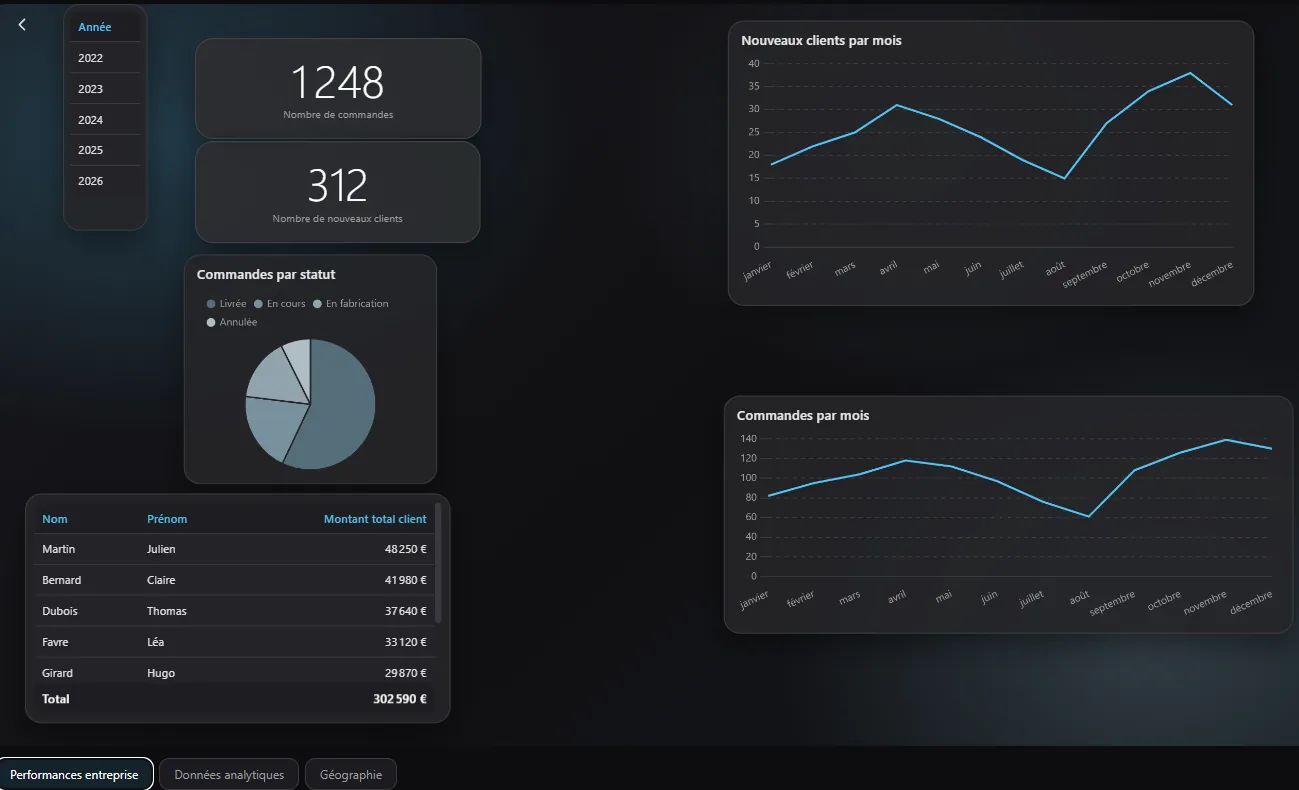 Année
2022
2023
2024
2025
2026
1 248
Nombre de commandes
312
Nombre de nouveaux clients
Commandes par statut
Livrée En cours En fabrication
Annulée
Nom Prénom Montant total client
Martin Julien 48 250 €
Bernard Claire 41 980 €
Dubois Thomas 37 640 €
Favre Léa 33 120 €
Girard Hugo 29 870 €
Total 302 590 €
Nouveaux clients par mois
40
35
30
25
20
15
10
5
0
janvier février mars avril mai juin juillet août septembre octobre novembre décembre
Commandes par mois
140
120
100
80
60
40
20
0
janvier février mars avril mai juin juillet août septembre octobre novembre décembre
Performances entreprise Données analytiques Géographie